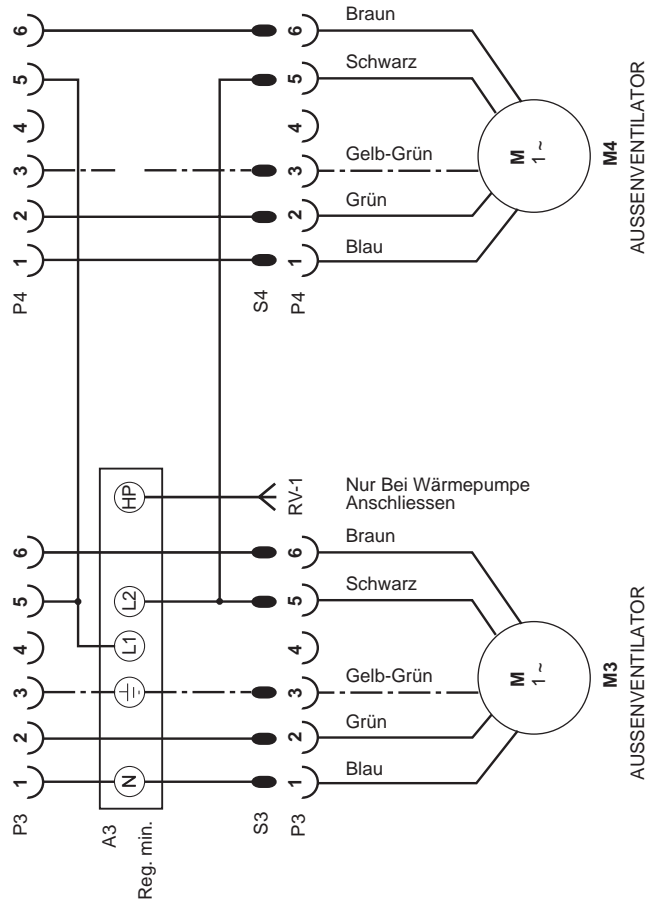 6
5
4
3
2
1
P4
6
5
4
3
2
1
P3
HP
L2
L1
N
A3
Reg. min.
RV-1
Nur Bei Wärmepumpe
Anschliessen
S4
P4
6
5
4
3
2
1
Braun
Schwarz
Gelb-Grün
Grün
Blau
M
1 ~
M4
AUSSENVENTILATOR
S3
P3
6
5
4
3
2
1
Braun
Schwarz
Gelb-Grün
Grün
Blau
M
1 ~
M3
AUSSENVENTILATOR